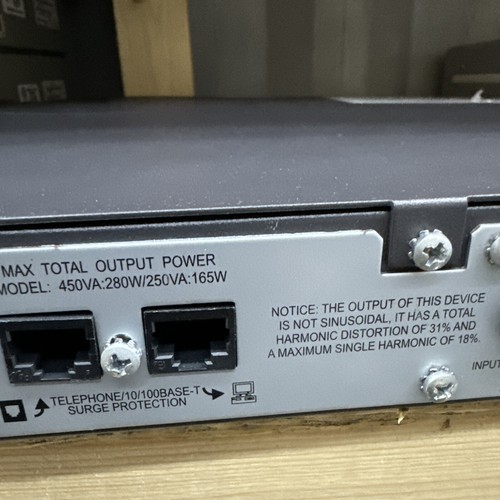 MAX TOTAL OUTPUT POWER
MODEL: 450VA:280W/250VA:165W
NOTICE: THE OUTPUT OF THIS DEVICE
IS NOT SINUSOIDAL, IT HAS A TOTAL
HARMONIC DISTORTION OF 31% AND
A MAXIMUM SINGLE HARMONIC OF 18%.
INPUT
TELEPHONE/10/100BASE-T
SURGE PROTECTION